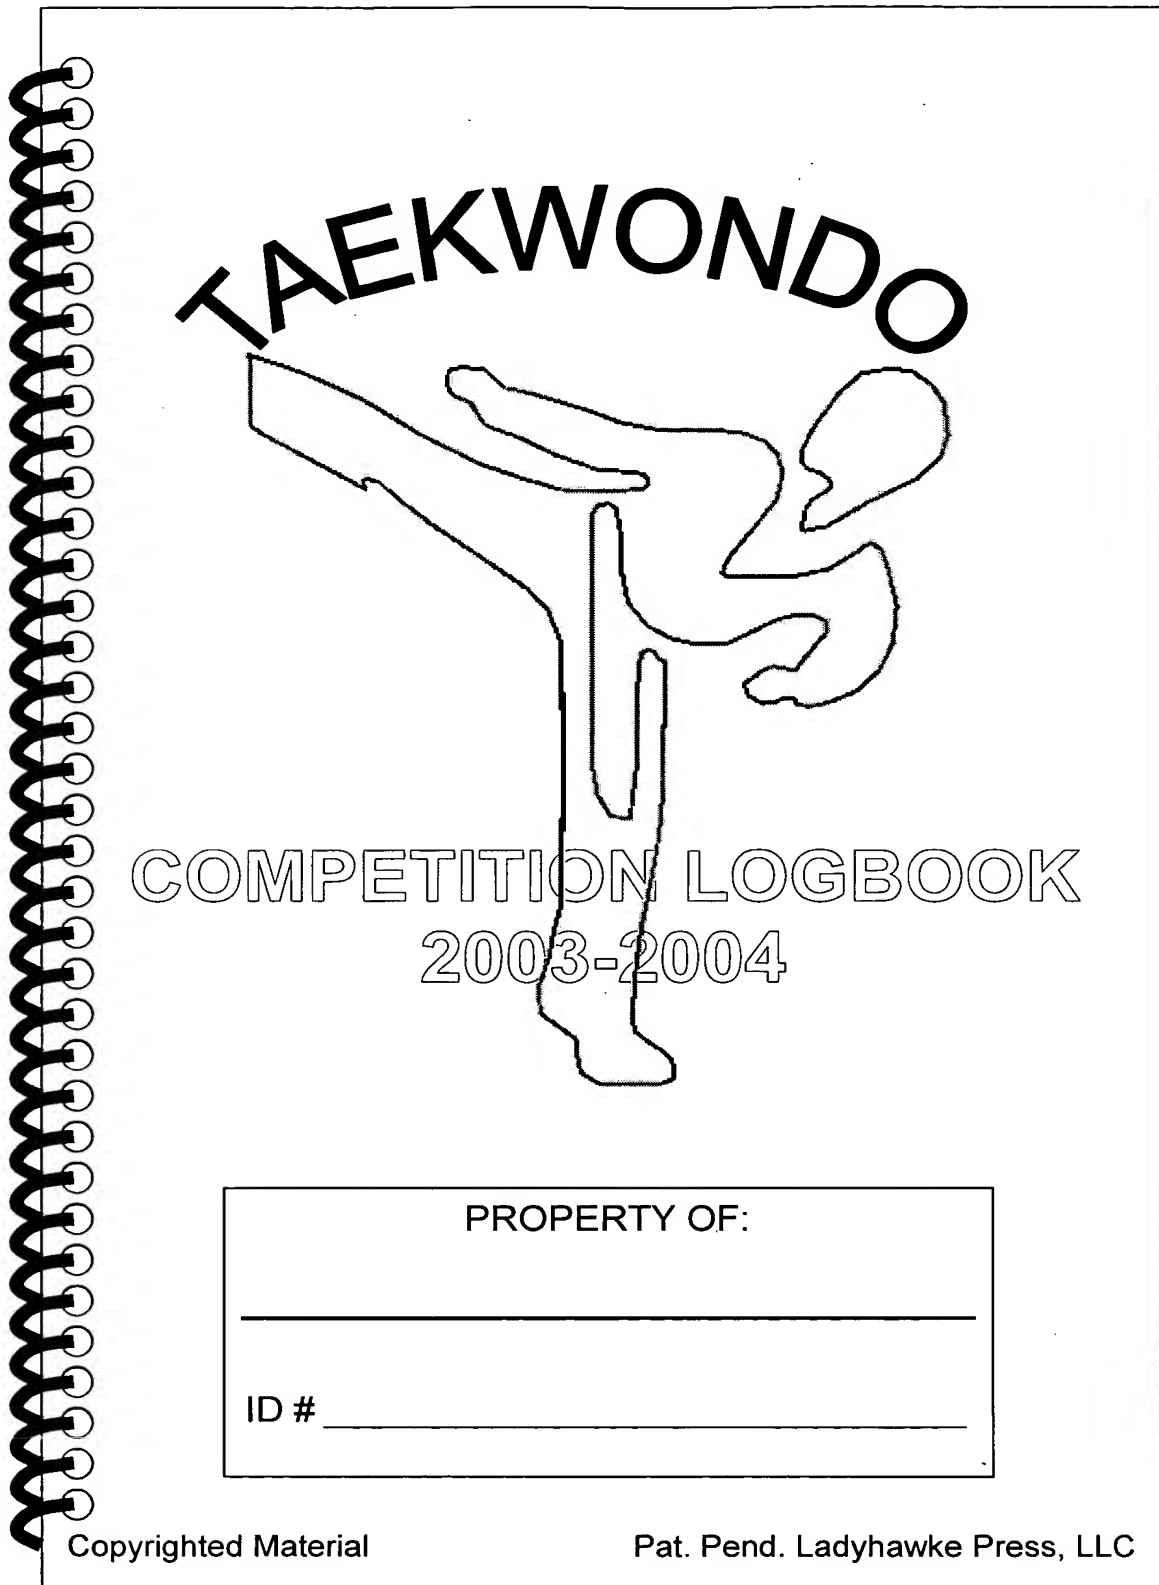 TAEKWONDO
COMPETITION LOGBOOK
2003-2004
PROPERTY OF:
ID #
Copyrighted Material Pat. Pend. Ladyhawke Press, LLC